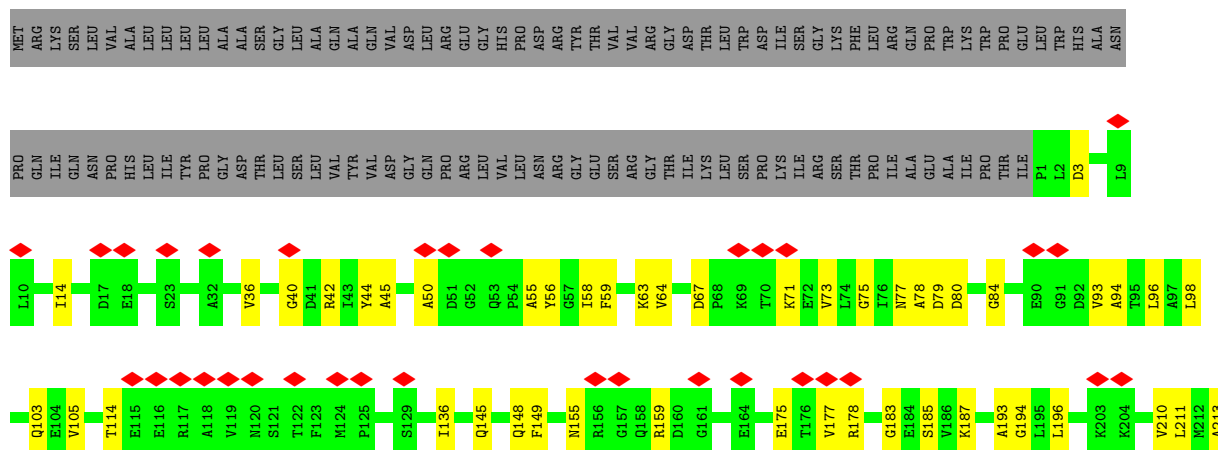 MET ARG LYS SER LEU VAL ALA LEU LEU LEU LEU ALA ALA SER GLY LEU ALA GLN ALA GLN VAL ASP LEU ARG GLU GLY HIS PRO ASP ARG TYR THR VAL VAL ARG GLY ASP THR LEU TRP ASP ILE SER GLY LYS PHE LEU ARG GLN PRO TRP LYS TRP PRO GLU LEU TRP HIS ALA ASN
PRO GLN ILE GLN ASN PRO HIS LEU ILE TYR PRO GLY ASP THR LEU SER LEU VAL TYR VAL ASP GLY GLN PRO ARG LEU VAL LEU ASN ARG GLY GLU SER ARG GLY THR ILE LYS LEU SER PRO LYS ILE ARG SER THR PRO ILE ALA GLU ALA ILE PRO THR ILE P1 L2 D3 L9
L10 I14 D17 E18 S23 A32 V36 G40 D41 R42 I43 Y44 A45 A50 D51 G52 Q53 P54 A55 Y56 G57 I58 F59 K63 V64 D67 P68 K69 T70 K71 E72 V73 L74 G75 I76 N77 A78 D79 D80 G84 E90 G91 D92 V93 A94 T95 L96 A97 L98
Q103 E104 V105 T114 E115 E116 R117 A118 V119 N120 S121 T122 F123 M124 P125 S129 I136 Q145 Q148 F149 N155 R156 G157 Q158 R159 D160 G161 E164 E175 T176 V177 R178 G183 E184 S185 V186 K187 A193 G194 L195 L196 K203 K204 V210 L211 M212 A213